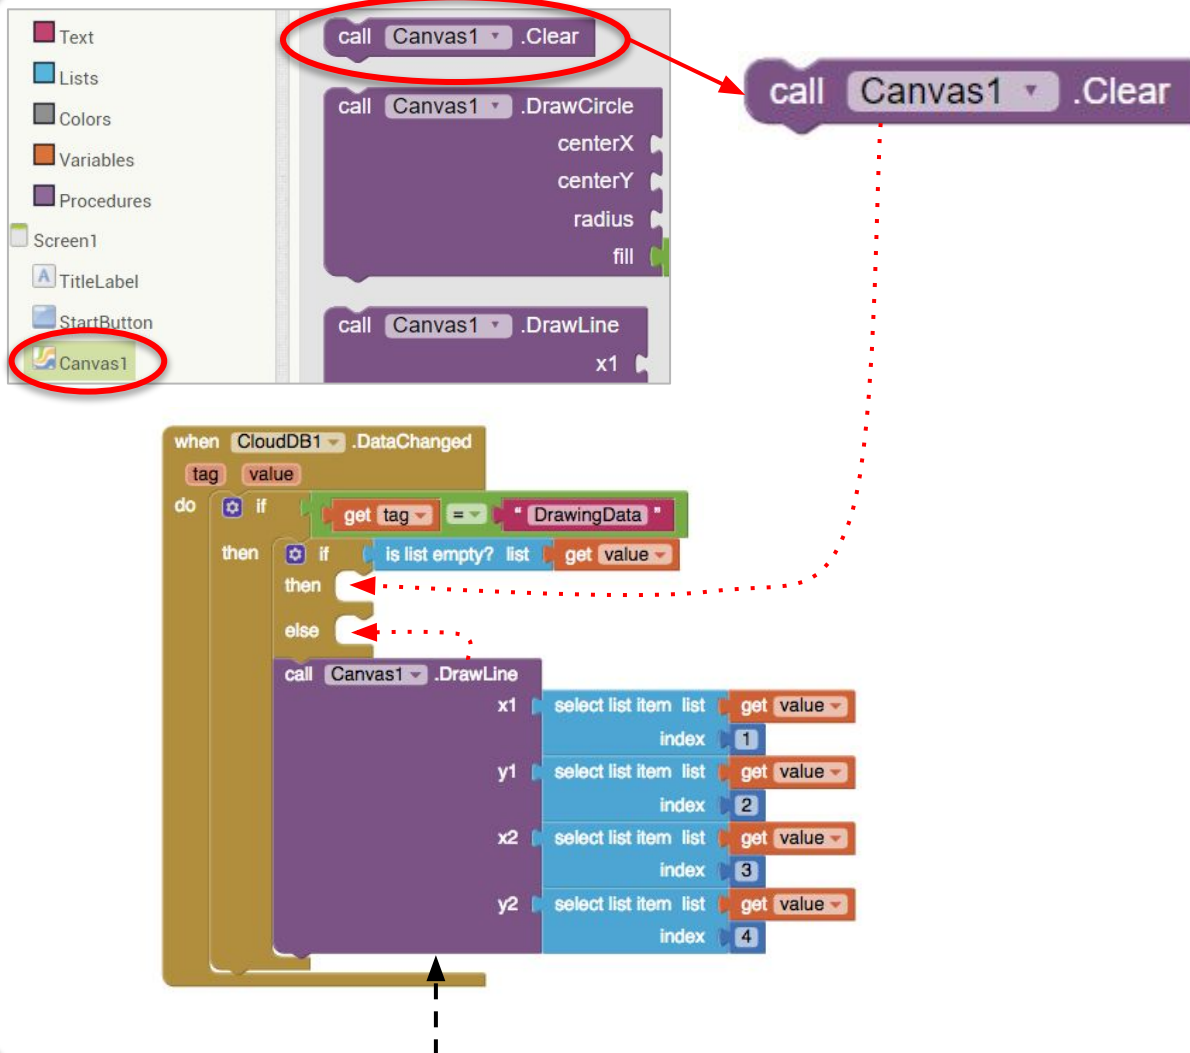 Text
Lists
Colors
Variables
Procedures
Screen1
TitleLabel
StartButton
Canvas1
call Canvas1 .Clear
call Canvas1 .DrawCircle
centerX
centerY
radius
fill
call Canvas1 .DrawLine
x1
call Canvas1 .Clear
when CloudDB1 .DataChanged
tag value
do if get tag = " DrawingData "
then if is list empty? list get value
then
else
call Canvas1 .DrawLine
x1 select list item list get value
index 1
y1 select list item list get value
index 2
x2 select list item list get value
index 3
y2 select list item list get value
index 4